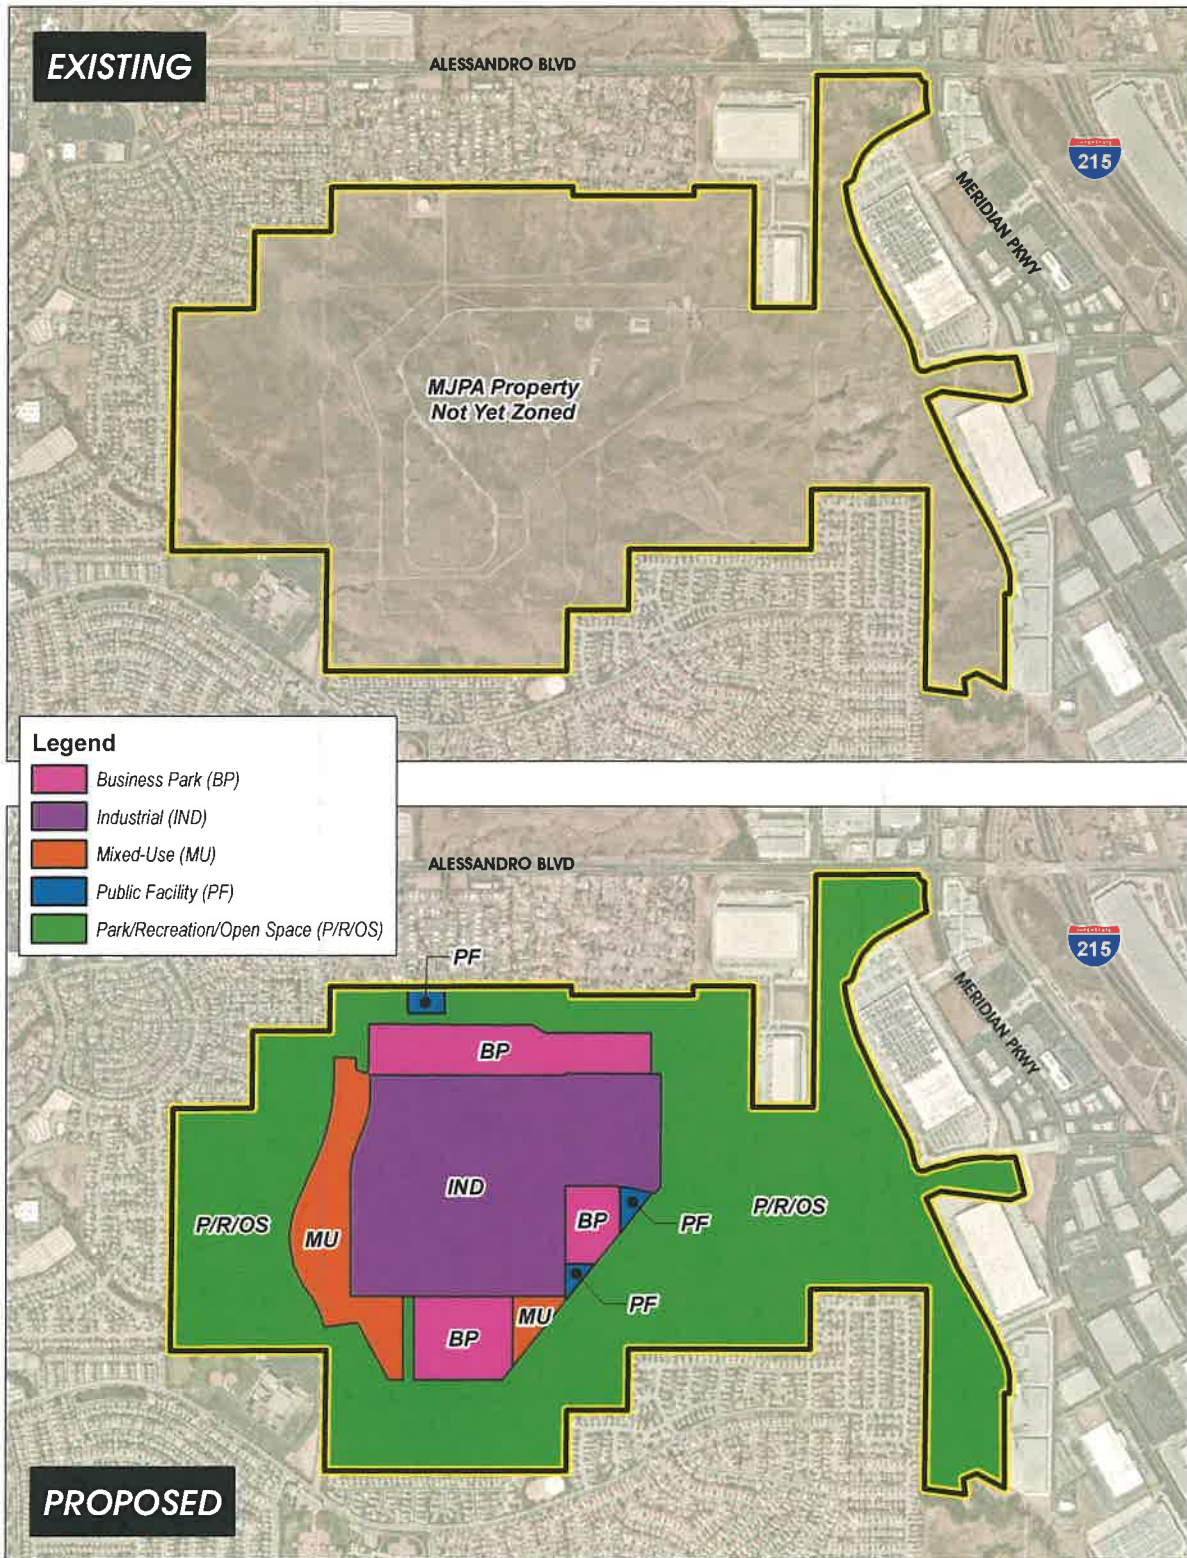 EXISTING
ALESSANDRO BLVD
215
MERIDIAN PKWY
MJPA Property
Not Yet Zoned
Legend
Business Park (BP)
Industrial (IND)
Mixed-Use (MU)
Public Facility (PF)
Park/Recreation/Open Space (P/R/OS)
ALESSANDRO BLVD
215
MERIDIAN PKWY
PF
BP
IND
P/R/OS
MU
BP
PF
P/R/OS
PF
MU
BP
PROPOSED